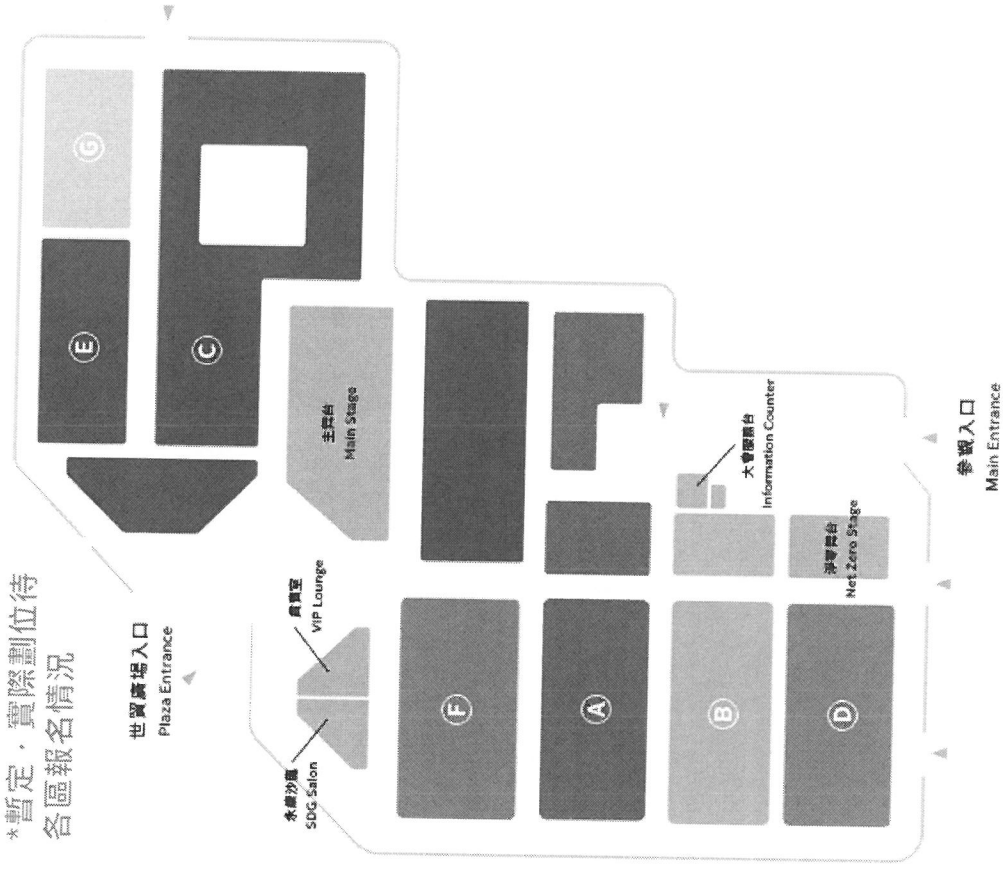 *暫定，實際劃位待
各區報名情況
世貿廣場入口
Plaza Entrance
永續沙龍
SDG Salon
貴賓室
VIP Lounge
主舞台
Main Stage
E
G
C
F
A
B
D
淨零舞台
Net Zero Stage
大會服務台
Information Counter
參觀入口
Main Entrance